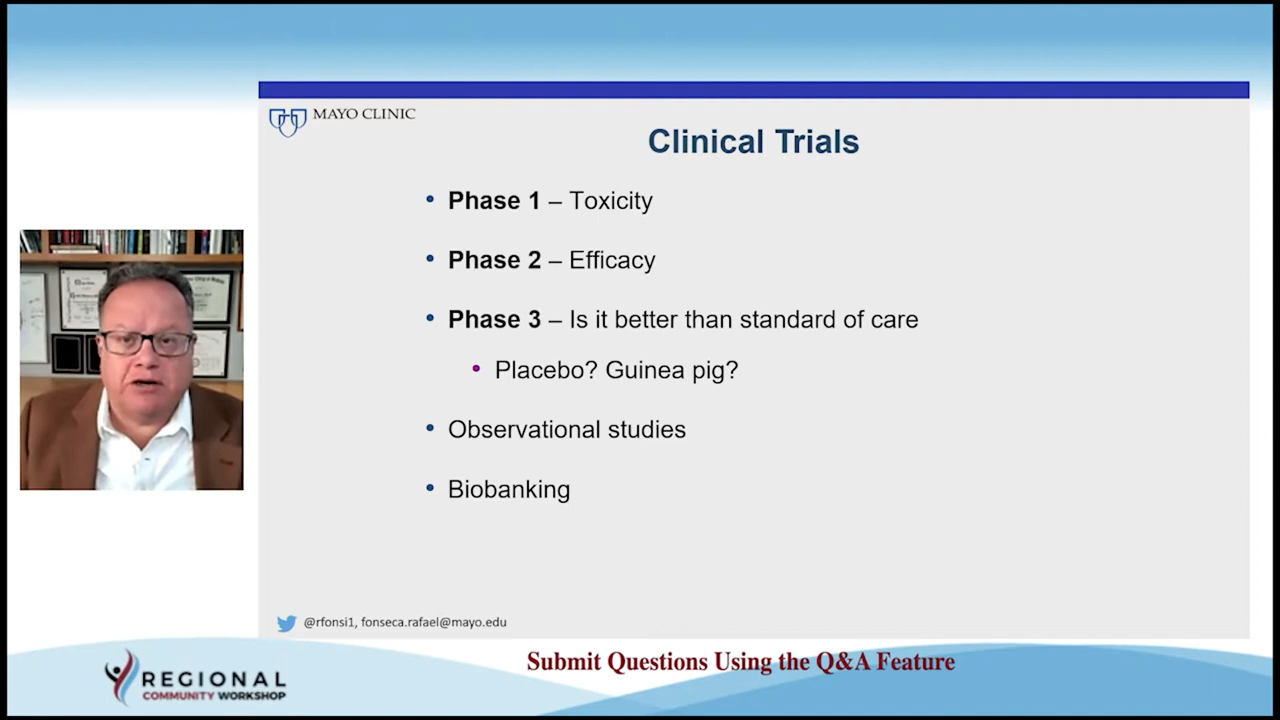 MAYO CLINIC
Clinical Trials
• Phase 1 – Toxicity
• Phase 2 – Efficacy
• Phase 3 – Is it better than standard of care
• Placebo? Guinea pig?
• Observational studies
• Biobanking
@rfonsi1, fonseca.rafael@mayo.edu
Submit Questions Using the Q&A Feature
REGIONAL
COMMUNITY WORKSHOP